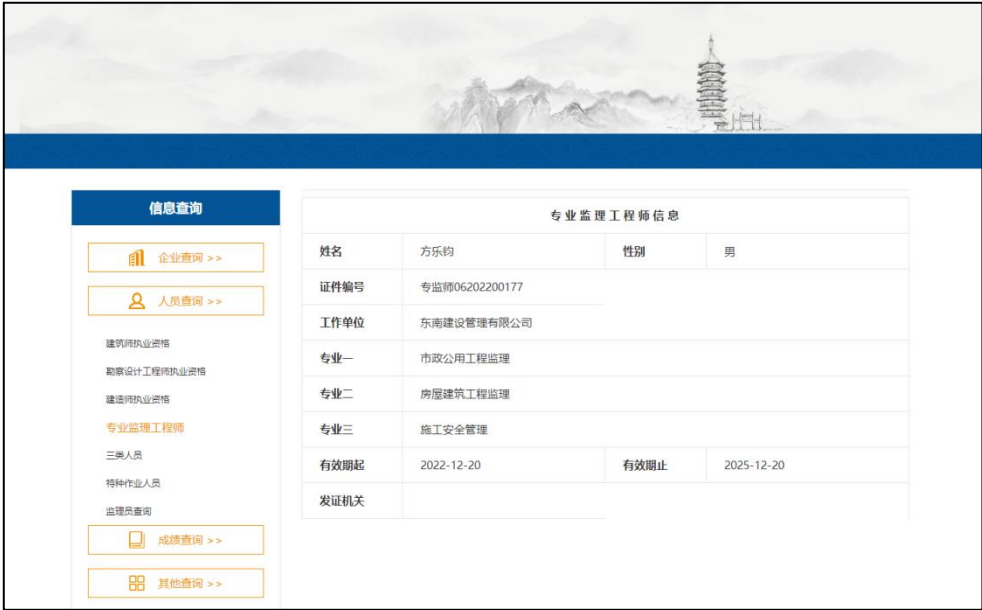 信息查询
企业查询 >>
人员查询 >>
建筑师执业资格
勘察设计工程师执业资格
建造师执业资格
专业监理工程师
三类人员
特种作业人员
监理员查询
成绩查询 >>
其他查询 >>
专业监理工程师信息
姓名 方乐钧 性别 男
证件编号 专监师06202200177
工作单位 东南建设管理有限公司
专业一 市政公用工程监理
专业二 房屋建筑工程监理
专业三 施工安全管理
有效期起 2022-12-20 有效期止 2025-12-20
发证机关